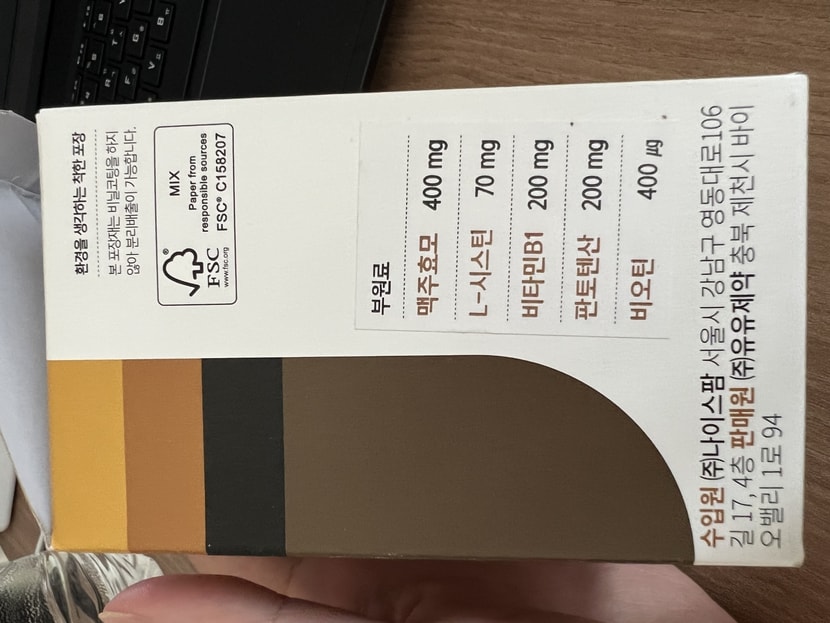 환경을 생각하는 착한 포장
본 포장재는 비닐코팅을 하지
않아 분리배출이 가능합니다.
FSC
www.fsc.org
MIX
Paper from
responsible sources
FSC® C158207
부원료
맥주효모 400 mg
L-시스틴 70 mg
비타민B1 200 mg
판토텐산 200 mg
비오틴 400 ㎍
수입원 (주)나이스팜 서울시 강남구 영동대로106
길 17, 4층 판매원 (주)유유제약 충북 제천시 바이
오밸리 1로 94